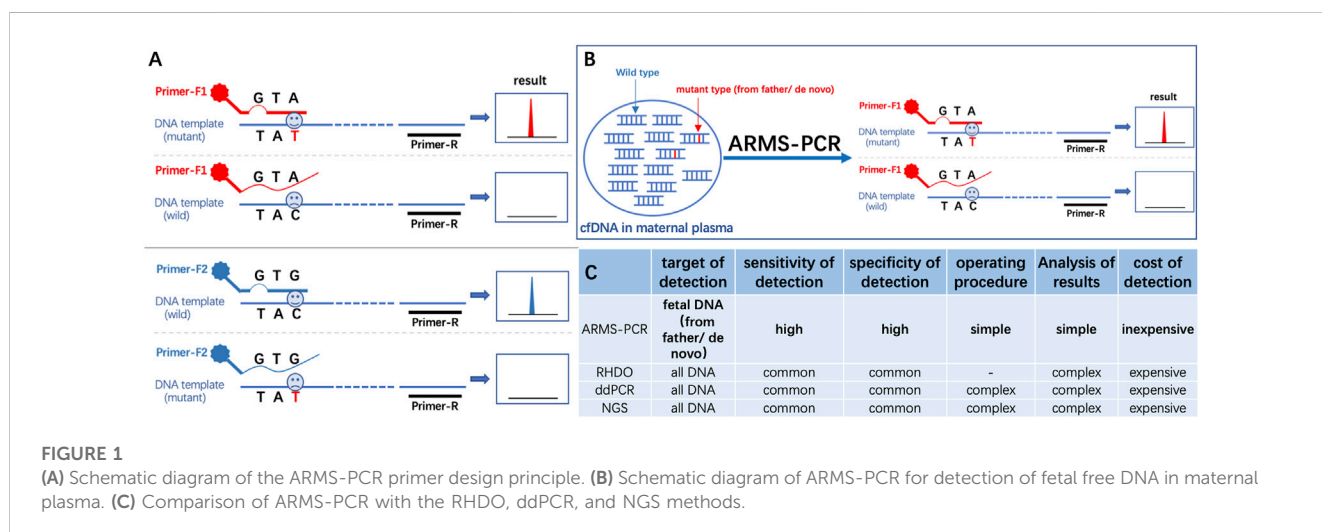 A
result
Primer-F1
G T A
DNA template
(mutant)
T A T
Primer-R
Primer-F1
G T A
DNA template
(wild)
T A C
Primer-R
Primer-F2
G T G
DNA template
(wild)
T A C
Primer-R
Primer-F2
G T G
DNA template
(mutant)
T A T
Primer-R
B
Wild type
mutant type (from father/ de novo)
ARMS-PCR
cfDNA in maternal plasma
result
Primer-F1
G T A
DNA template
(mutant)
T A T
Primer-R
Primer-F1
G T A
DNA template
(wild)
T A C
Primer-R
C target of detection sensitivity of detection specificity of detection operating procedure Analysis of results cost of detection
ARMS-PCR fetal DNA (from father/ de novo) high high simple simple inexpensive
RHDO all DNA common common - complex expensive
ddPCR all DNA common common complex complex expensive
NGS all DNA common common complex complex expensive
FIGURE 1
(A) Schematic diagram of the ARMS-PCR primer design principle. (B) Schematic diagram of ARMS-PCR for detection of fetal free DNA in maternal
plasma. (C) Comparison of ARMS-PCR with the RHDO, ddPCR, and NGS methods.